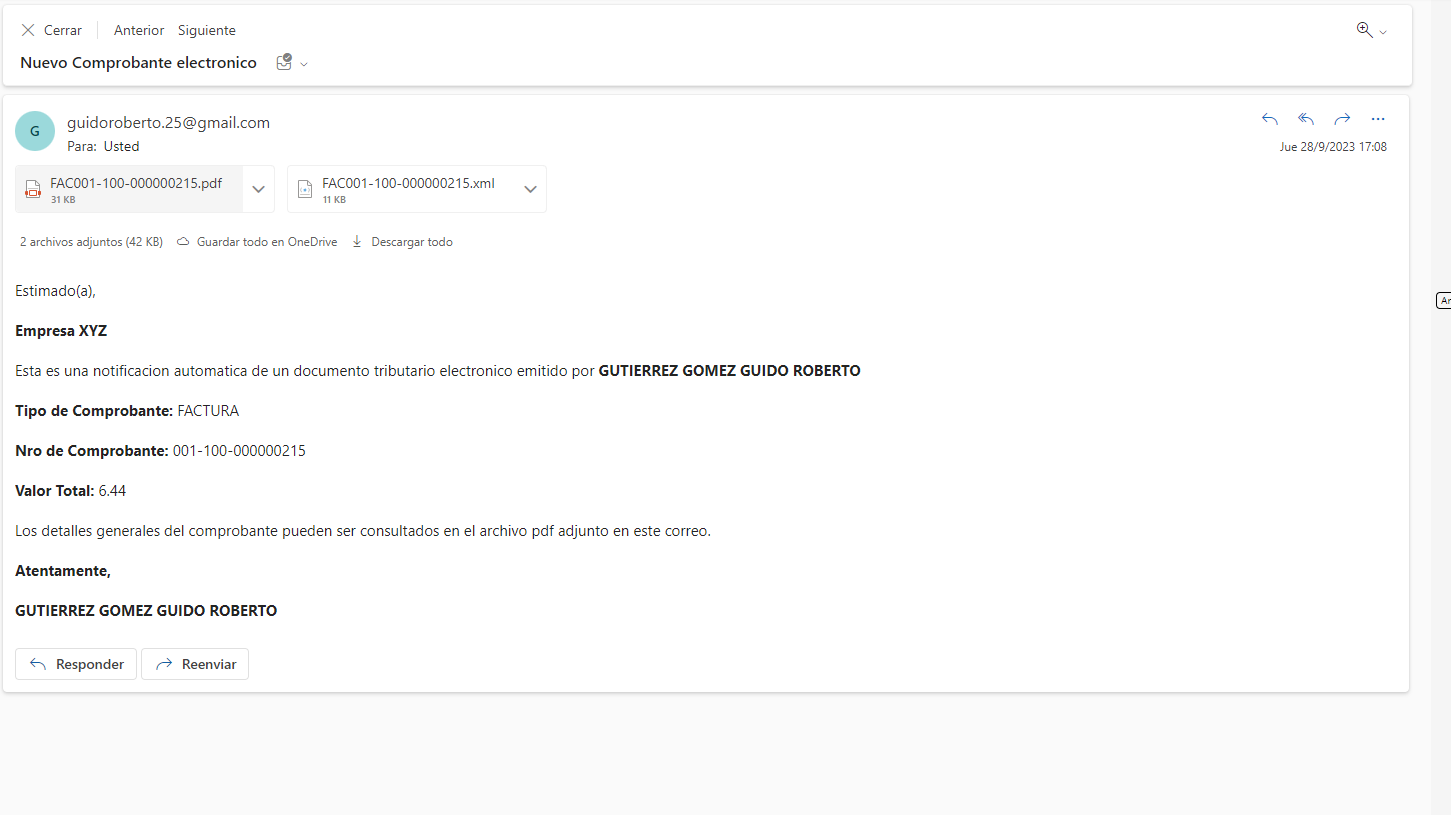 Cerrar Anterior Siguiente
Nuevo Comprobante electronico
G
guidoroberto.25@gmail.com
Para: Usted
Jue 28/9/2023 17:08
FAC001-100-000000215.pdf
31 KB
FAC001-100-000000215.xml
11 KB
2 archivos adjuntos (42 KB) Guardar todo en OneDrive Descargar todo
Estimado(a),
Empresa XYZ
Esta es una notificacion automatica de un documento tributario electronico emitido por GUTIERREZ GOMEZ GUIDO ROBERTO
Tipo de Comprobante: FACTURA
Nro de Comprobante: 001-100-000000215
Valor Total: 6.44
Los detalles generales del comprobante pueden ser consultados en el archivo pdf adjunto en este correo.
Atentamente,
GUTIERREZ GOMEZ GUIDO ROBERTO
Responder Reenviar